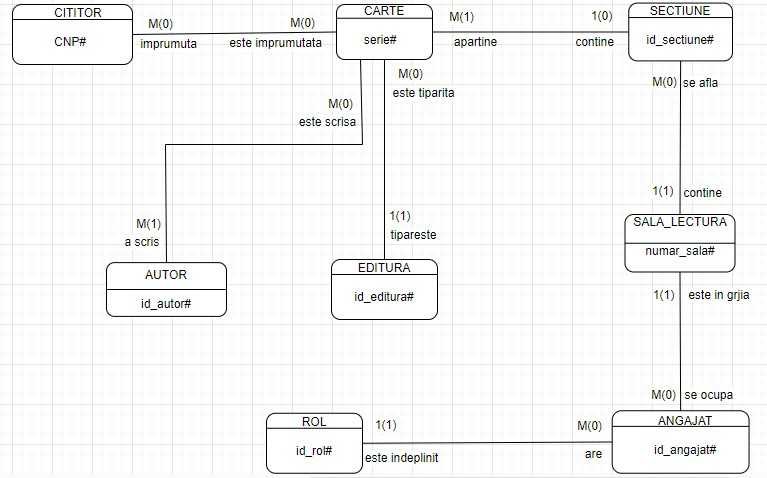 CITITOR
CNP#
M(0)
imprumuta
M(0)
este imprumutata
CARTE
serie#
M(1)
apartine
1(0)
contine
SECTIUNE
id_sectiune#
M(0)
este tiparita
M(0)
este scrisa
M(0) se afla
1(1) contine
M(1)
a scris
1(1)
tipareste
SALA_LECTURA
numar_sala#
AUTOR
id_autor#
EDITURA
id_editura#
1(1) este in grjia
M(0) se ocupa
ROL
id_rol#
1(1)
este indeplinit
M(0)
are
ANGAJAT
id_angajat#